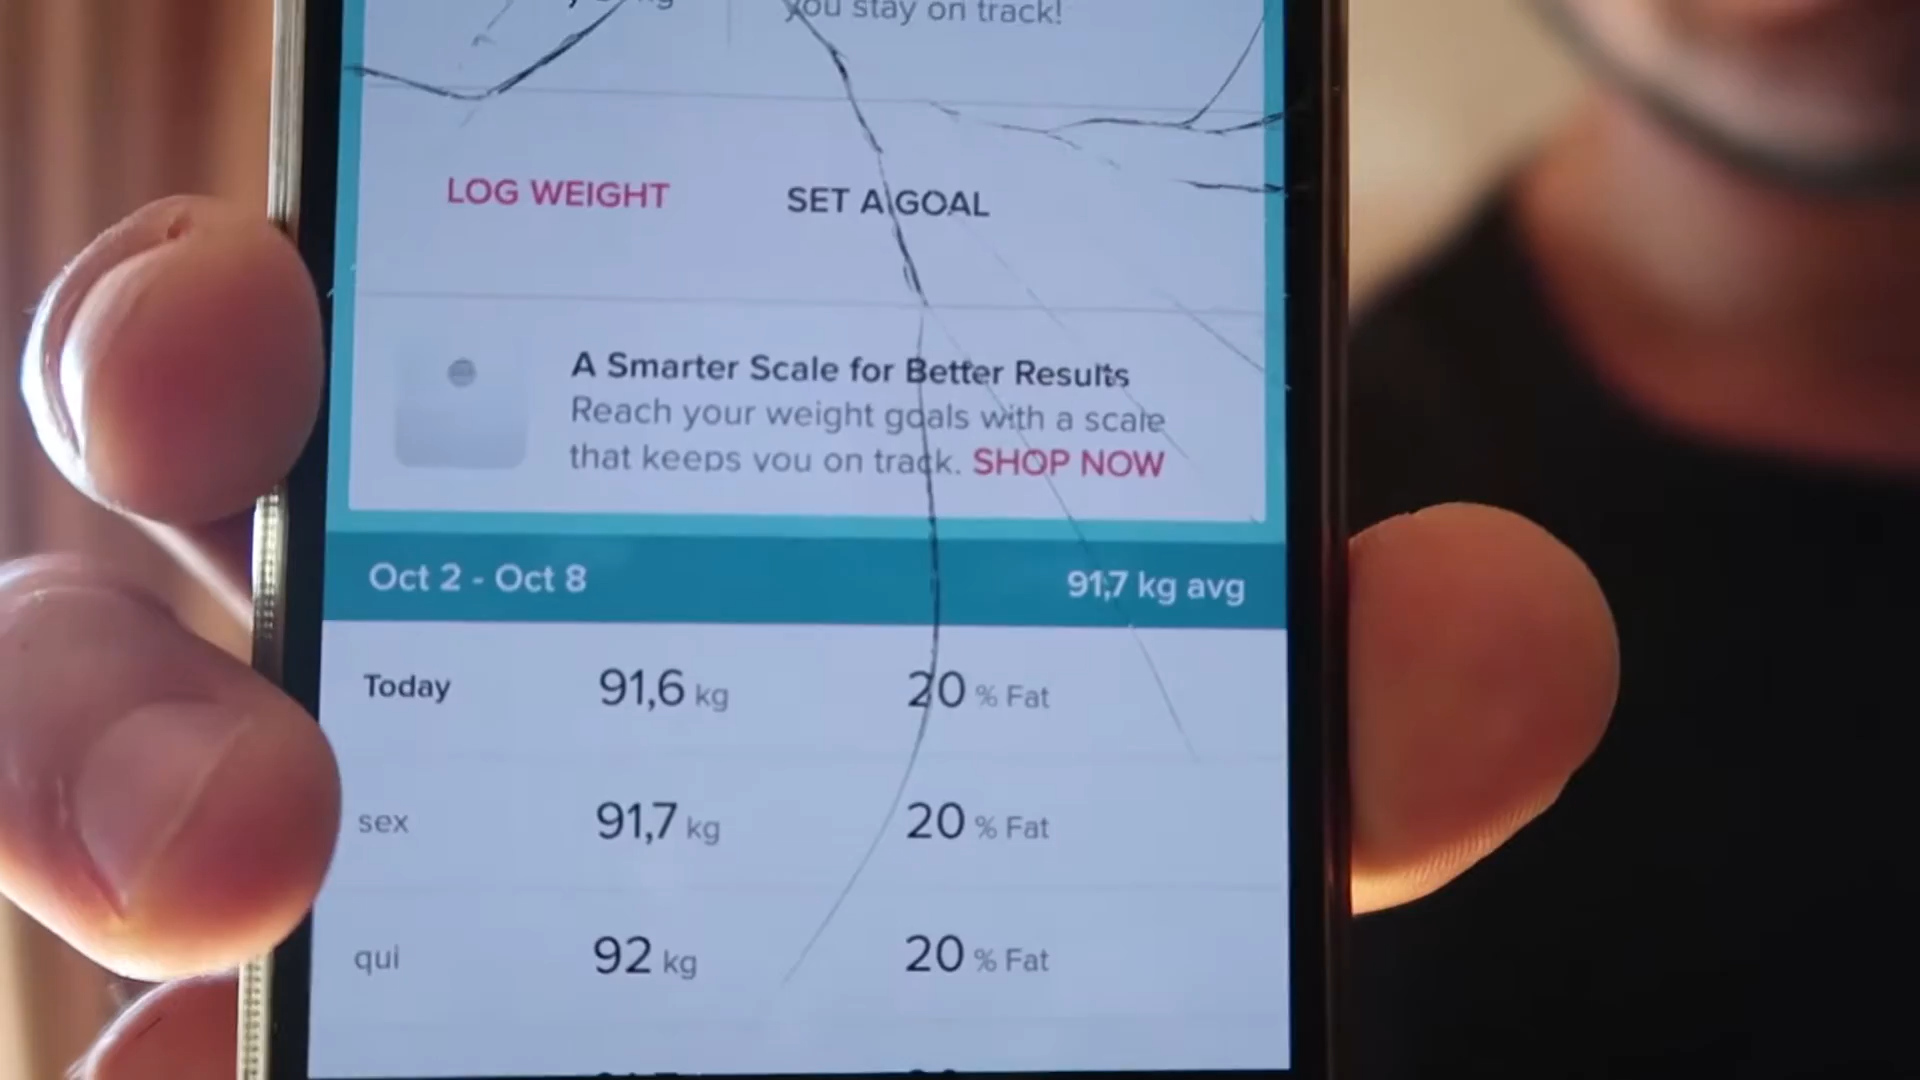 kg
you stay on track!
LOG WEIGHT
SET A GOAL
A Smarter Scale for Better Results
Reach your weight goals with a scale
that keeps you on track. SHOP NOW
Oct 2 - Oct 8
91,7 kg avg
Today 91,6 kg 20 % Fat
sex 91,7 kg 20 % Fat
qui 92 kg 20 % Fat